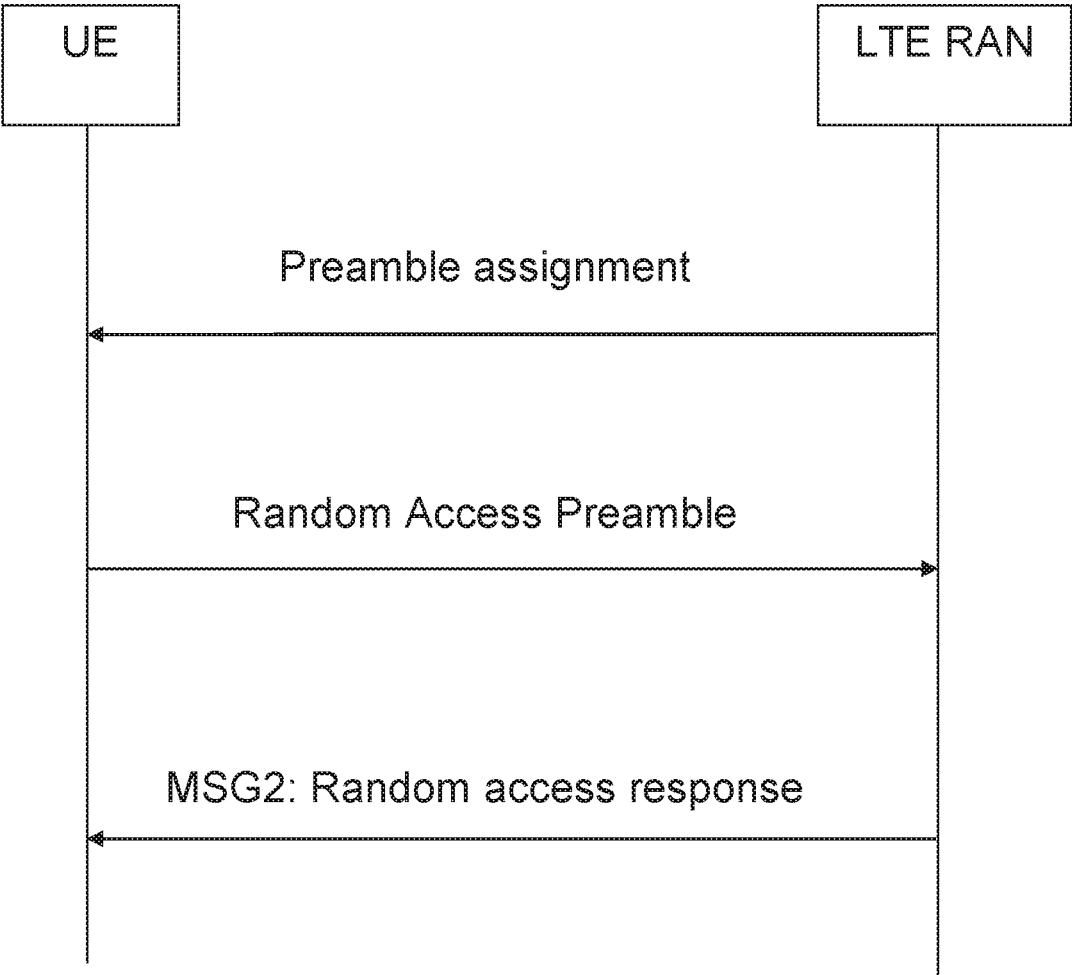 UE
LTE RAN
Preamble assignment
Random Access Preamble
MSG2: Random access response